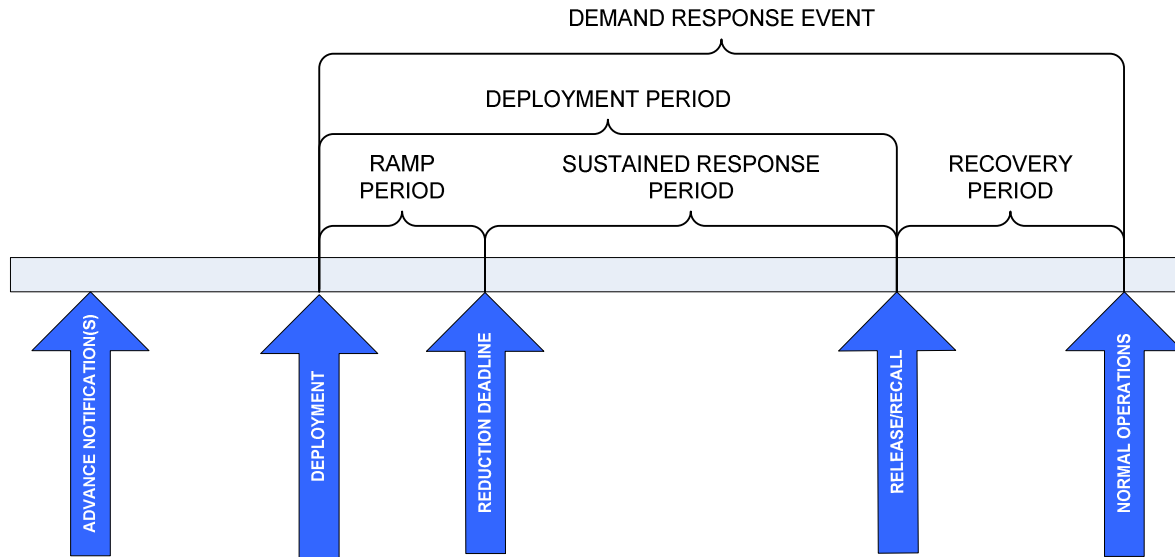 DEMAND RESPONSE EVENT
DEPLOYMENT PERIOD
RAMP
PERIOD
SUSTAINED RESPONSE
PERIOD
RECOVERY
PERIOD
ADVANCE NOTIFICATION(S)
DEPLOYMENT
REDUCTION DEADLINE
RELEASE/RECALL
NORMAL OPERATIONS